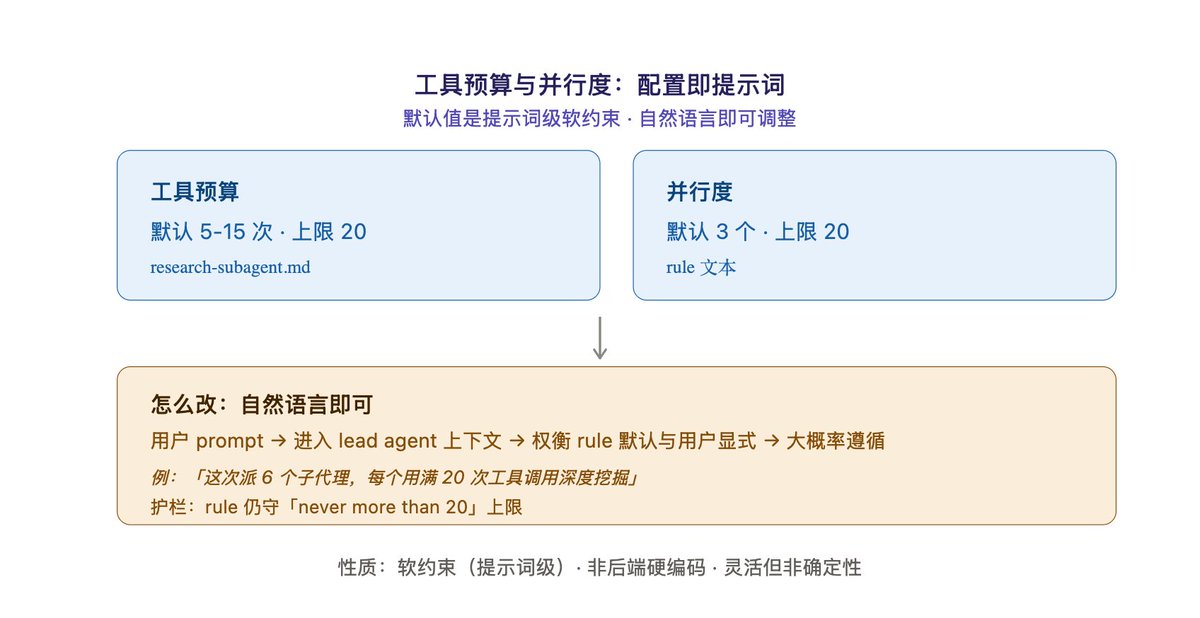 工具预算与并行度：配置即提示词
默认值是提示词级软约束 · 自然语言即可调整
工具预算
默认 5-15 次 · 上限 20
research-subagent.md
并行度
默认 3 个 · 上限 20
rule 文本
怎么改：自然语言即可
用户 prompt → 进入 lead agent 上下文 → 权衡 rule 默认与用户显式 → 大概率遵循
例：「这次派 6 个子代理，每个用满 20 次工具调用深度挖掘」
护栏：rule 仍守「never more than 20」上限
性质：软约束（提示词级）· 非后端硬编码 · 灵活但非确定性